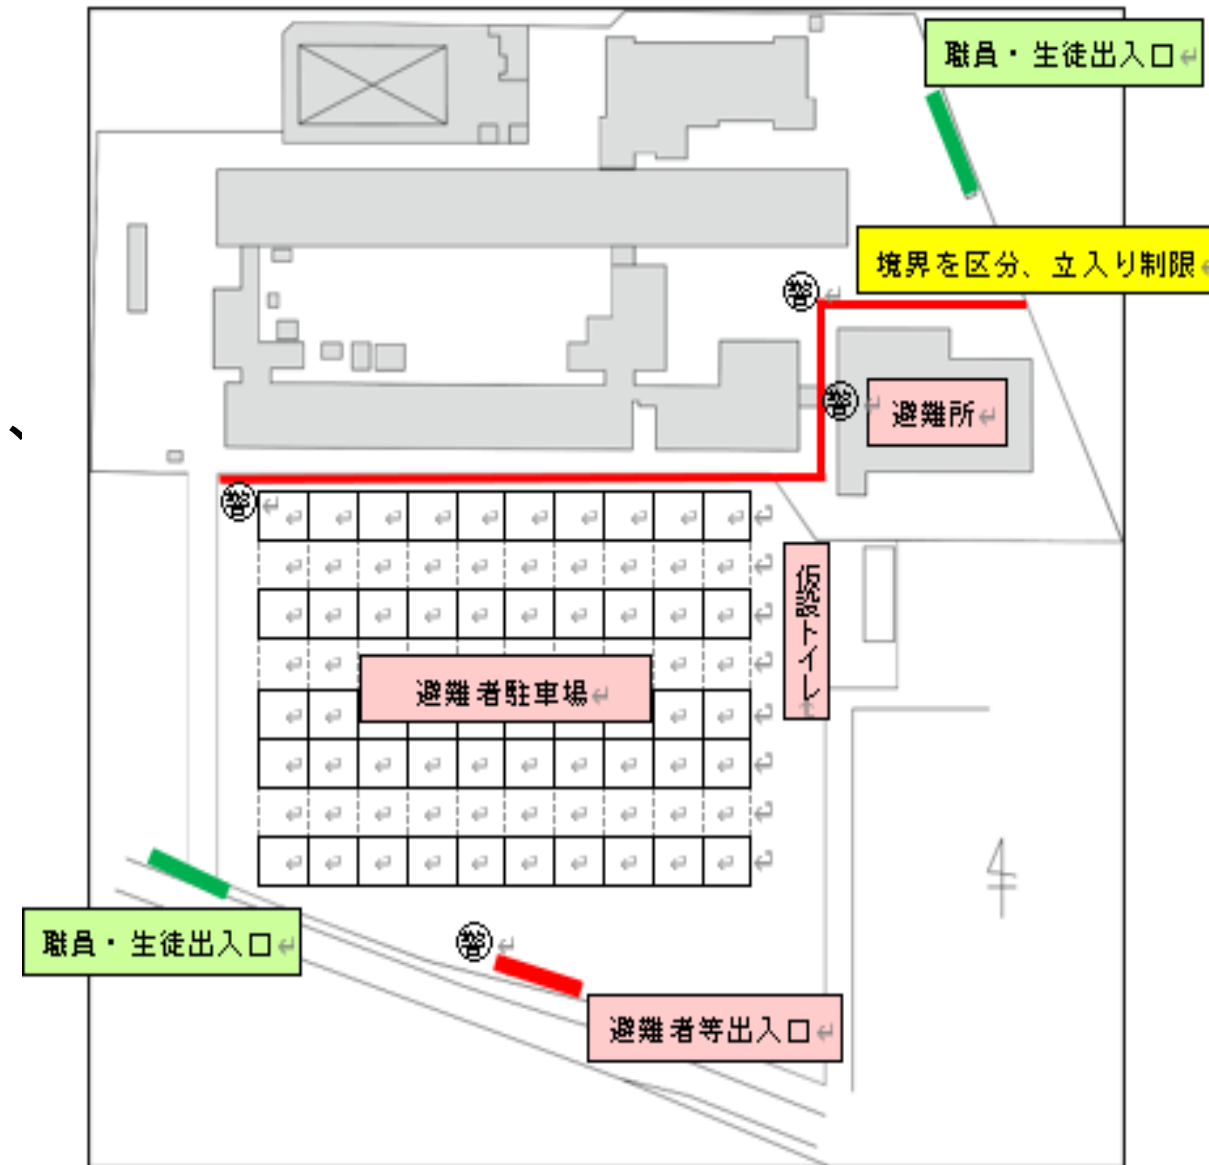 職員・生徒出入口
境界を区分、立入り制限
警
警
避難所
、
警
仮設トイレ
避難者駐車場
職員・生徒出入口
警
避難者等出入口